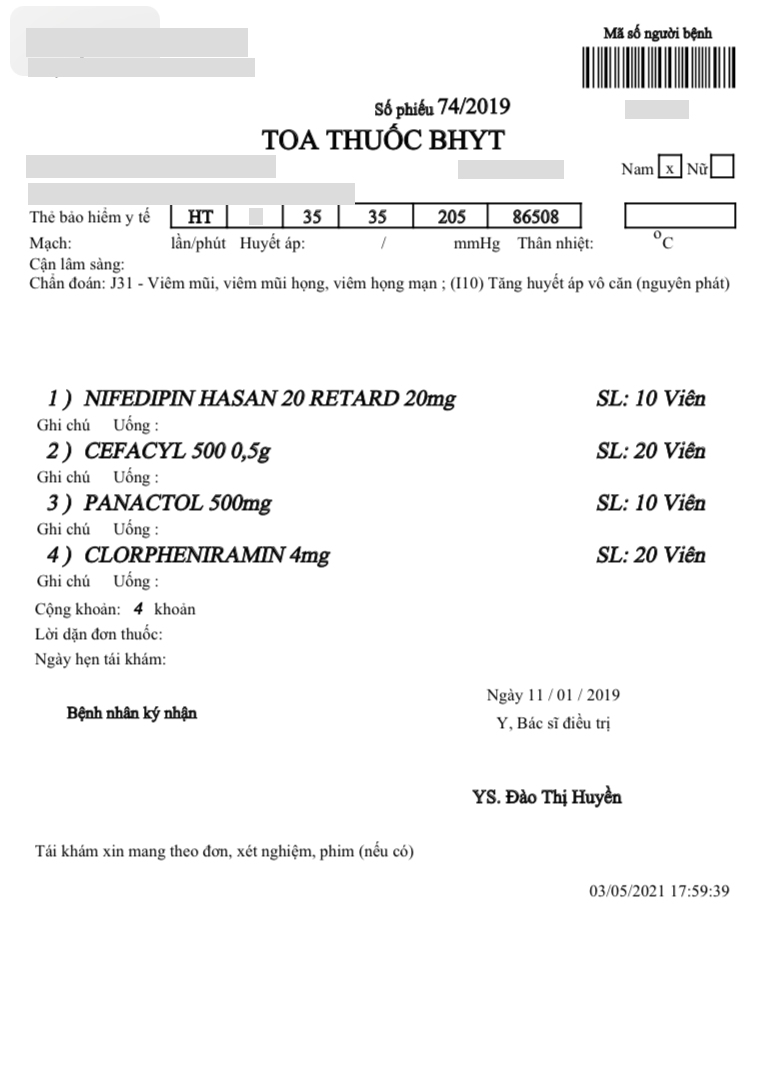 Mã số người bệnh
Số phiếu 74/2019
TOA THUỐC BHYT
Nam x Nữ
Thẻ bảo hiểm y tế HT 35 35 205 86508
Mạch: lần/phút Huyết áp: / mmHg Thân nhiệt: °C
Cận lâm sàng:
Chẩn đoán: J31 - Viêm mũi, viêm mũi họng, viêm họng mạn ; (I10) Tăng huyết áp vô căn (nguyên phát)
1 ) NIFEDIPIN HASAN 20 RETARD 20mg SL: 10 Viên
Ghi chú Uống :
2 ) CEFACYL 500 0,5g SL: 20 Viên
Ghi chú Uống :
3 ) PANACTOL 500mg SL: 10 Viên
Ghi chú Uống :
4 ) CLORPHENIRAMIN 4mg SL: 20 Viên
Ghi chú Uống :
Cộng khoản: 4 khoản
Lời dặn đơn thuốc:
Ngày hẹn tái khám:
Ngày 11 / 01 / 2019
Bệnh nhân ký nhận
Y, Bác sĩ điều trị
YS. Đào Thị Huyền
Tái khám xin mang theo đơn, xét nghiệm, phim (nếu có)
03/05/2021 17:59:39